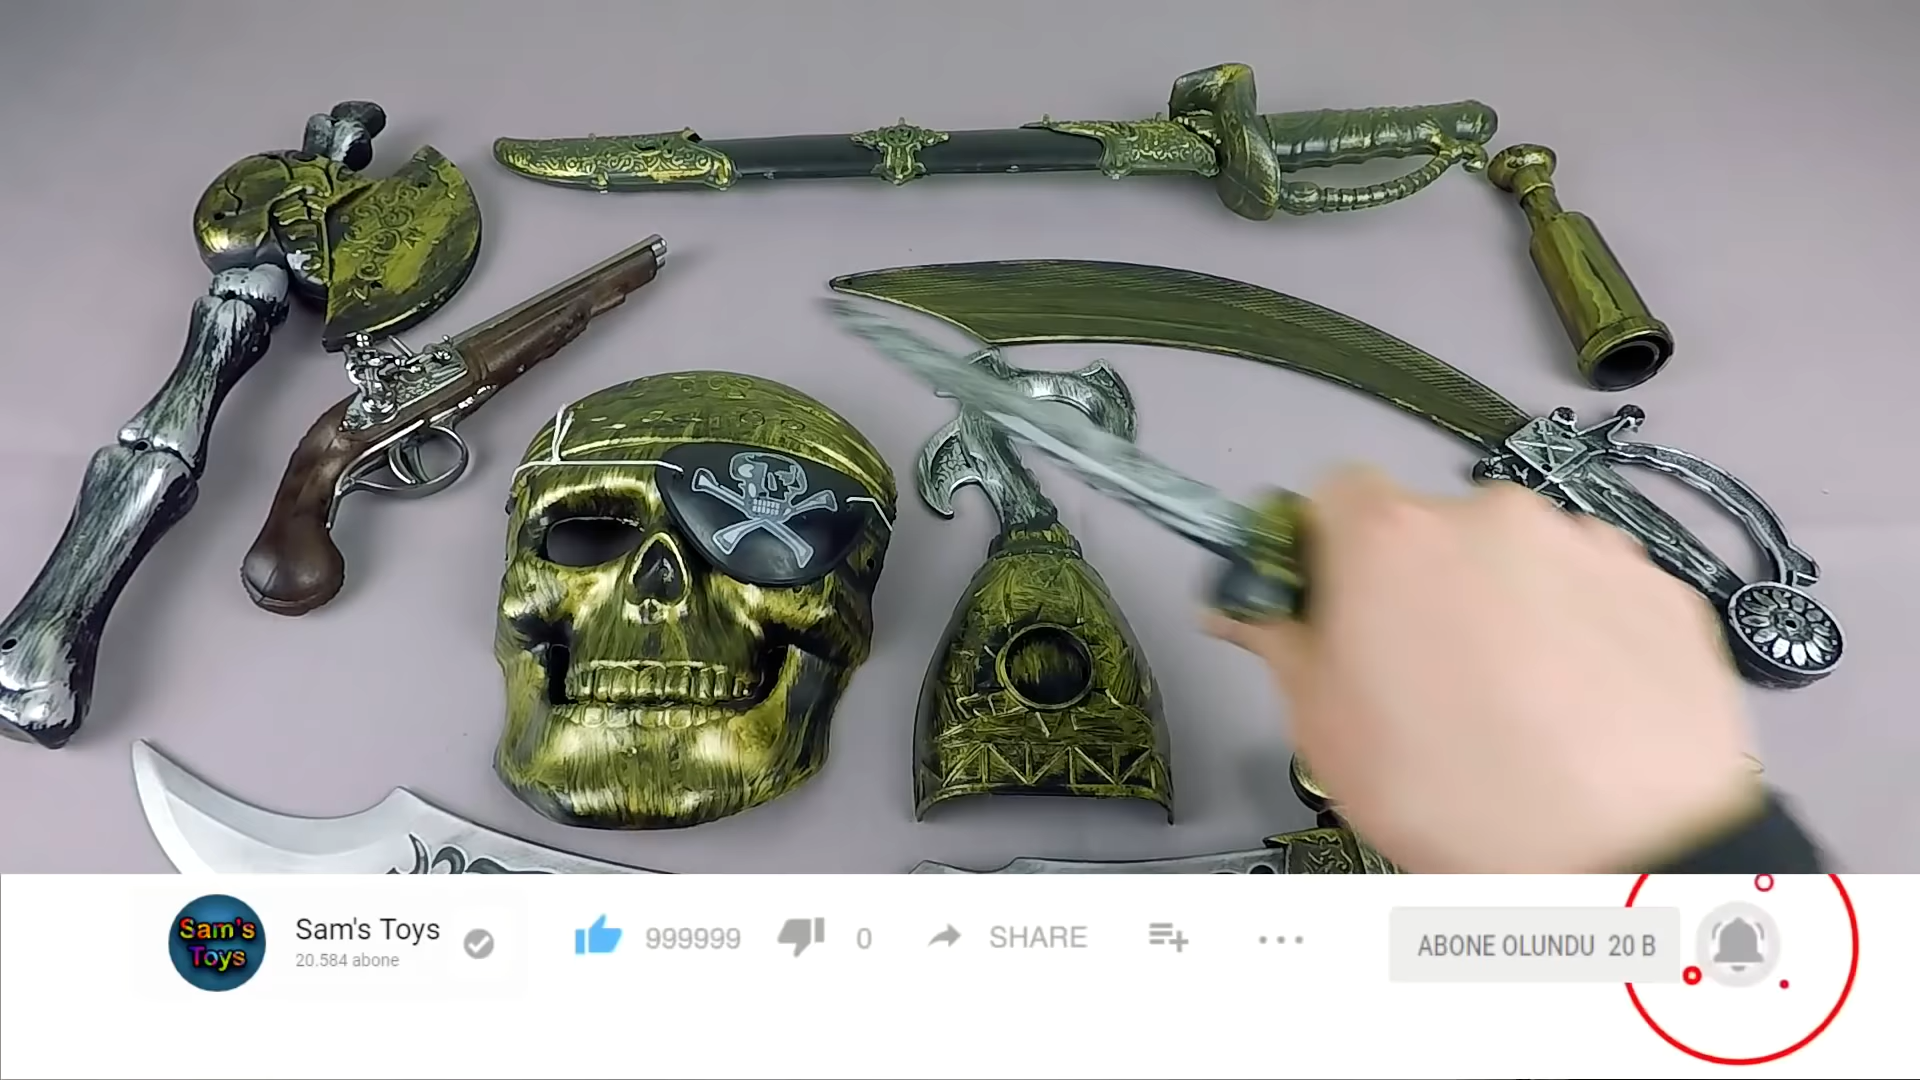 Sam's
Toys
Sam's Toys
20.584 abone
999999
0
SHARE
ABONE OLUNDU 20 B